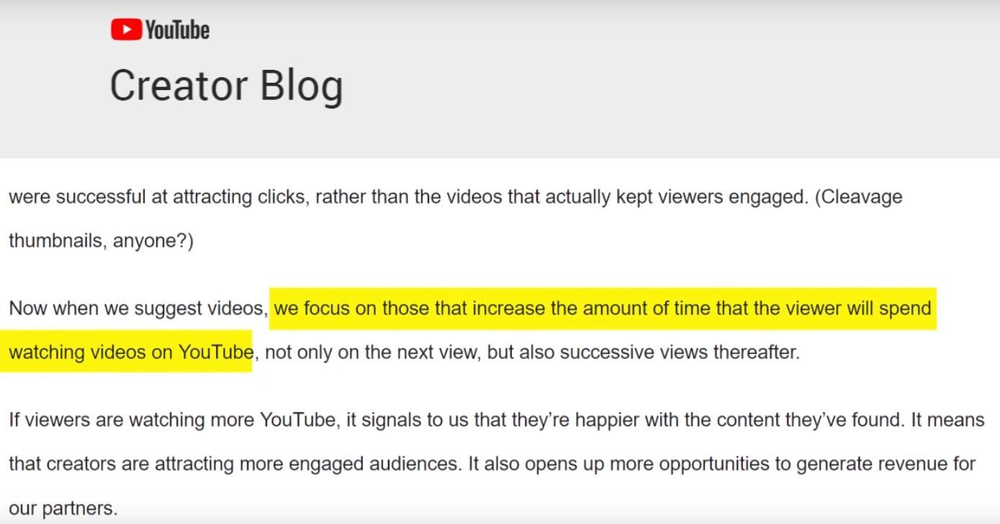 YouTube
Creator Blog
were successful at attracting clicks, rather than the videos that actually kept viewers engaged. (Cleavage
thumbnails, anyone?)
Now when we suggest videos, we focus on those that increase the amount of time that the viewer will spend
watching videos on YouTube, not only on the next view, but also successive views thereafter.
If viewers are watching more YouTube, it signals to us that they’re happier with the content they’ve found. It means
that creators are attracting more engaged audiences. It also opens up more opportunities to generate revenue for
our partners.